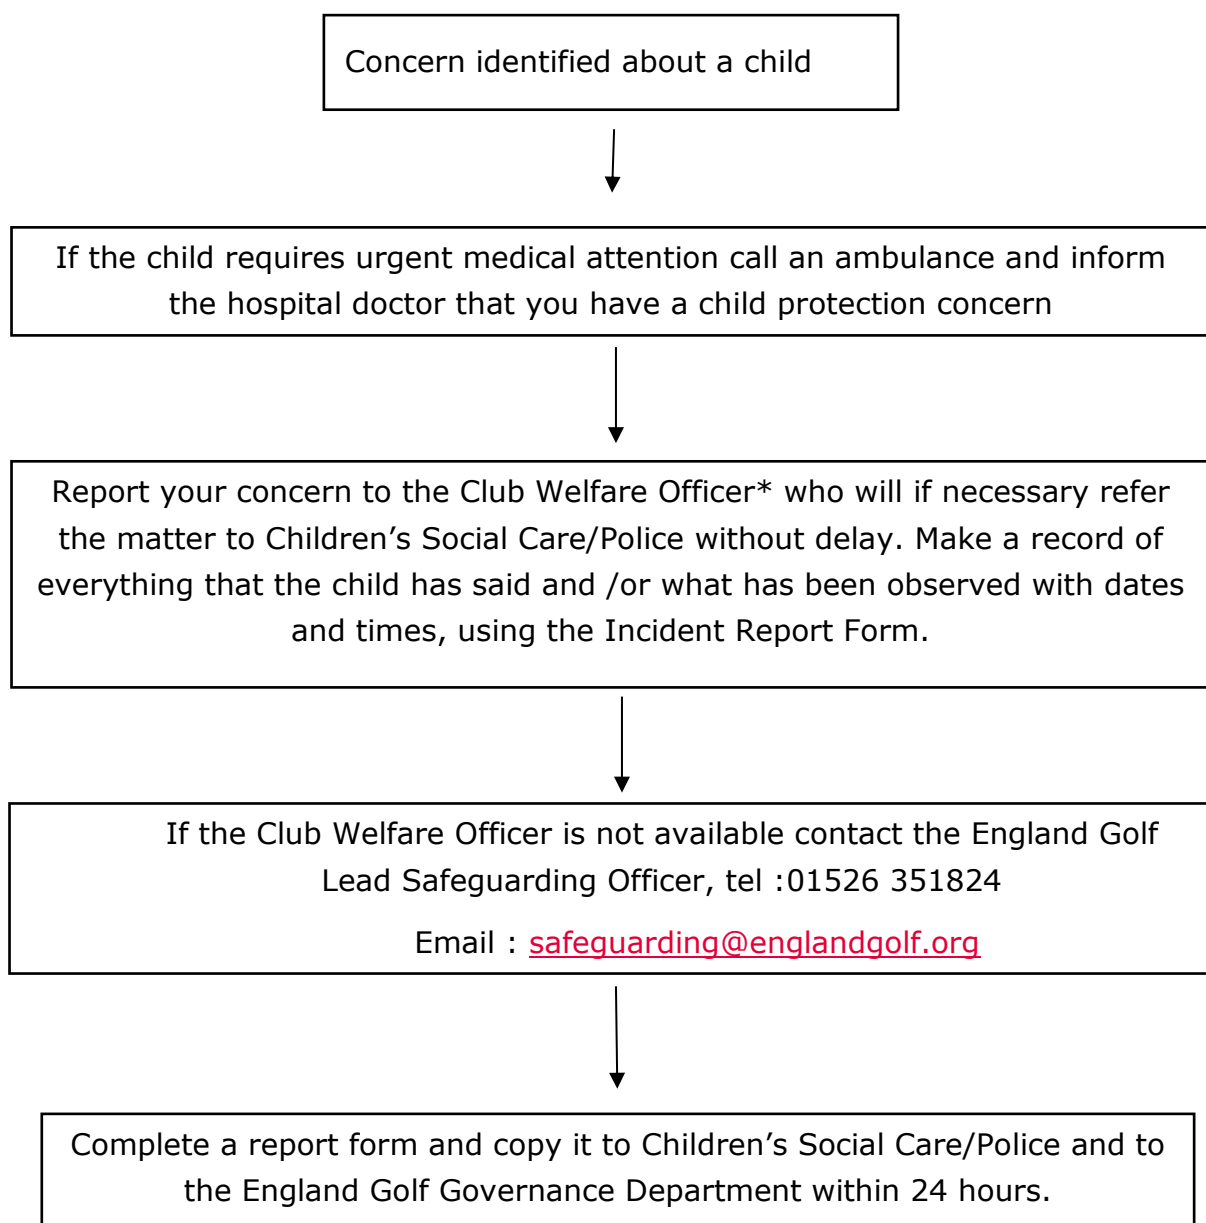 Concern identified about a child
If the child requires urgent medical attention call an ambulance and inform
the hospital doctor that you have a child protection concern
Report your concern to the Club Welfare Officer* who will if necessary refer
the matter to Children’s Social Care/Police without delay. Make a record of
everything that the child has said and /or what has been observed with dates
and times, using the Incident Report Form.
If the Club Welfare Officer is not available contact the England Golf
Lead Safeguarding Officer, tel :01526 351824
Email : safeguarding@englandgolf.org
Complete a report form and copy it to Children’s Social Care/Police and to
the England Golf Governance Department within 24 hours.